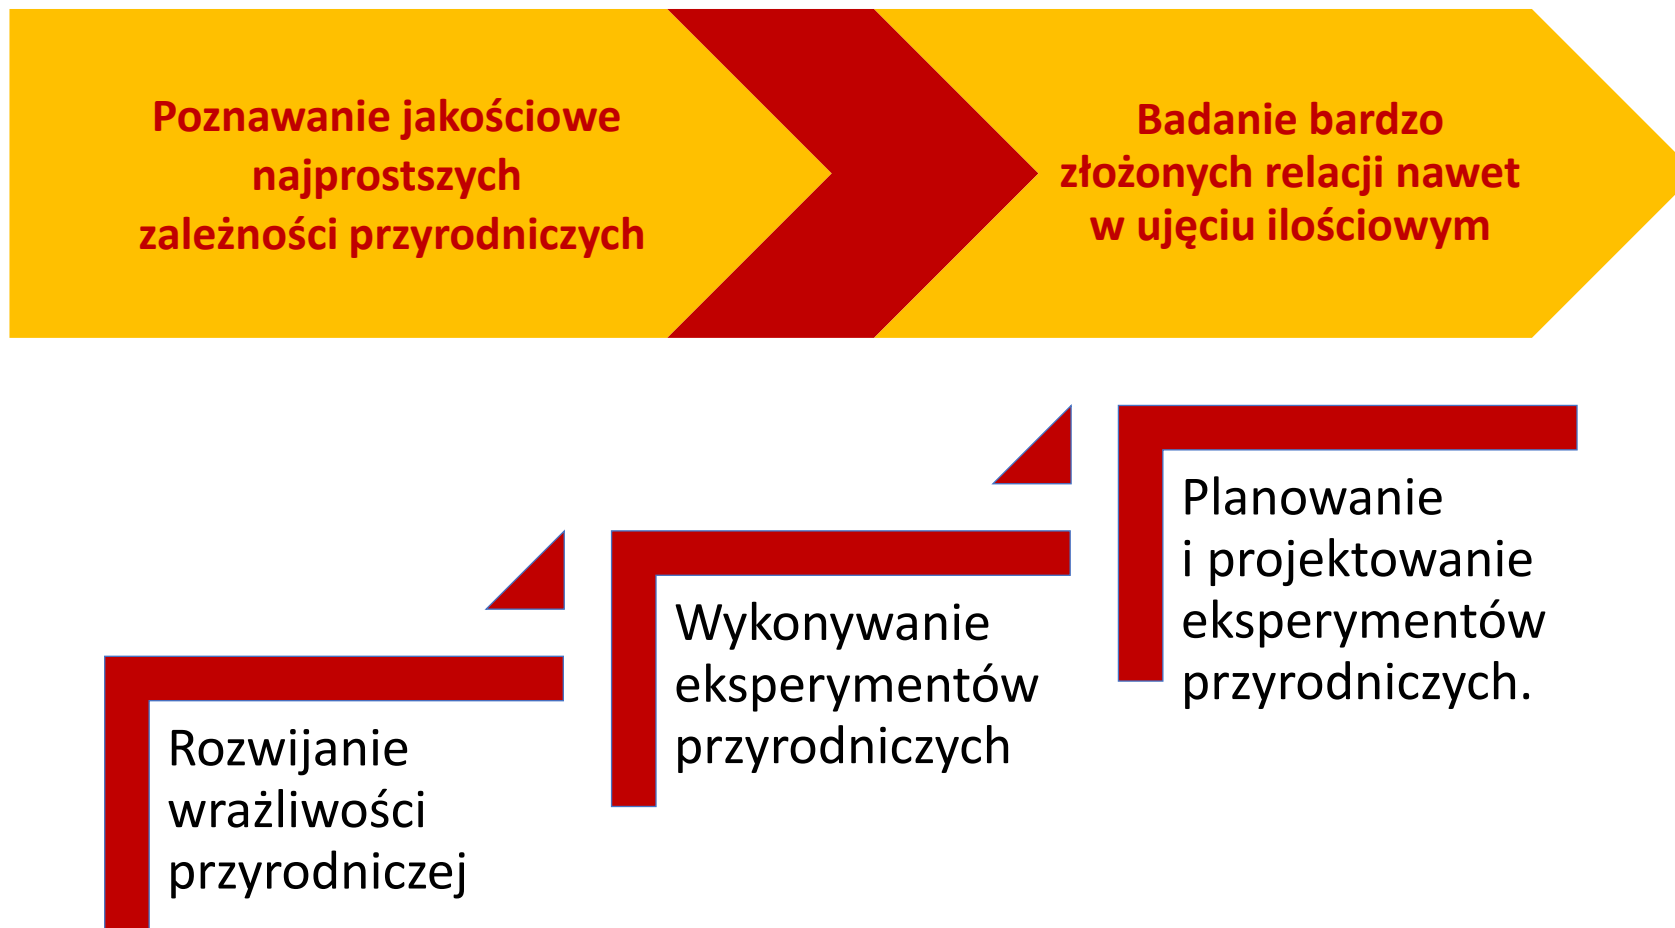 Poznawanie jakościowe
najprostszych
zależności przyrodniczych
Badanie bardzo
złożonych relacji nawet
w ujęciu ilościowym
Rozwijanie
wrażliwości
przyrodniczej
Wykonywanie
eksperymentów
przyrodniczych
Planowanie
i projektowanie
eksperymentów
przyrodniczych.